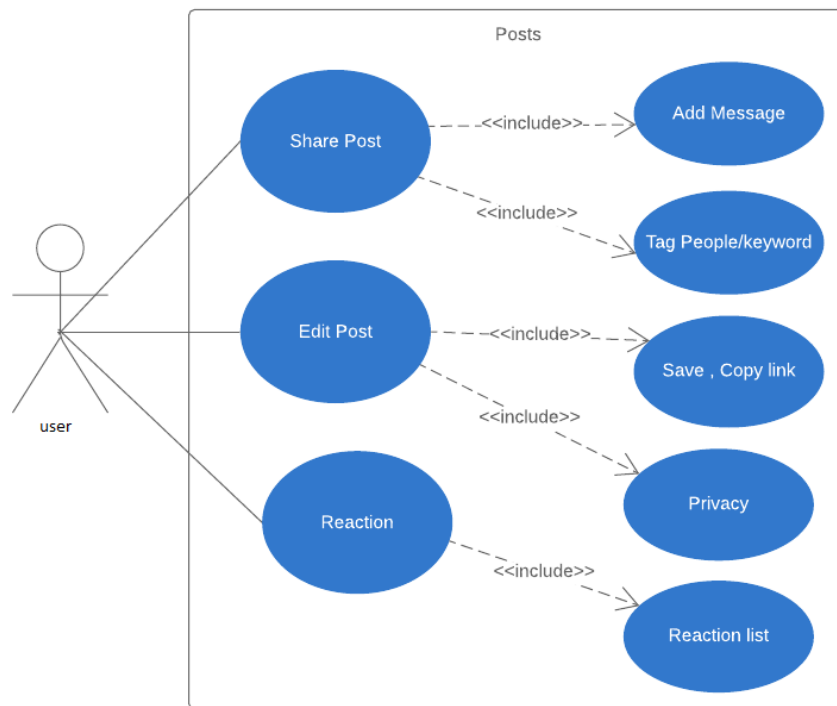 Posts
Share Post
<<include>>
Add Message
<<include>>
Tag People/keyword
Edit Post
<<include>>
Save , Copy link
<<include>>
Privacy
user
Reaction
<<include>>
Reaction list